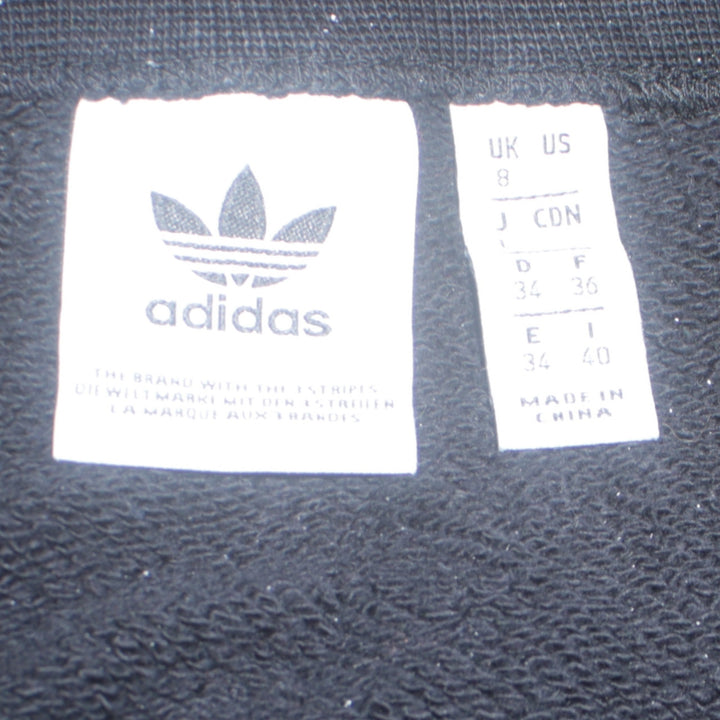 adidas
THE BRAND WITH THE 3 STRIPES
DIE WELTMARKE MIT DEN 3 STREIFEN
LA MARQUE AUX 3 BANDES
UK US
8
J CDN
D F
34 36
E I
34 40
MADE IN
CHINA